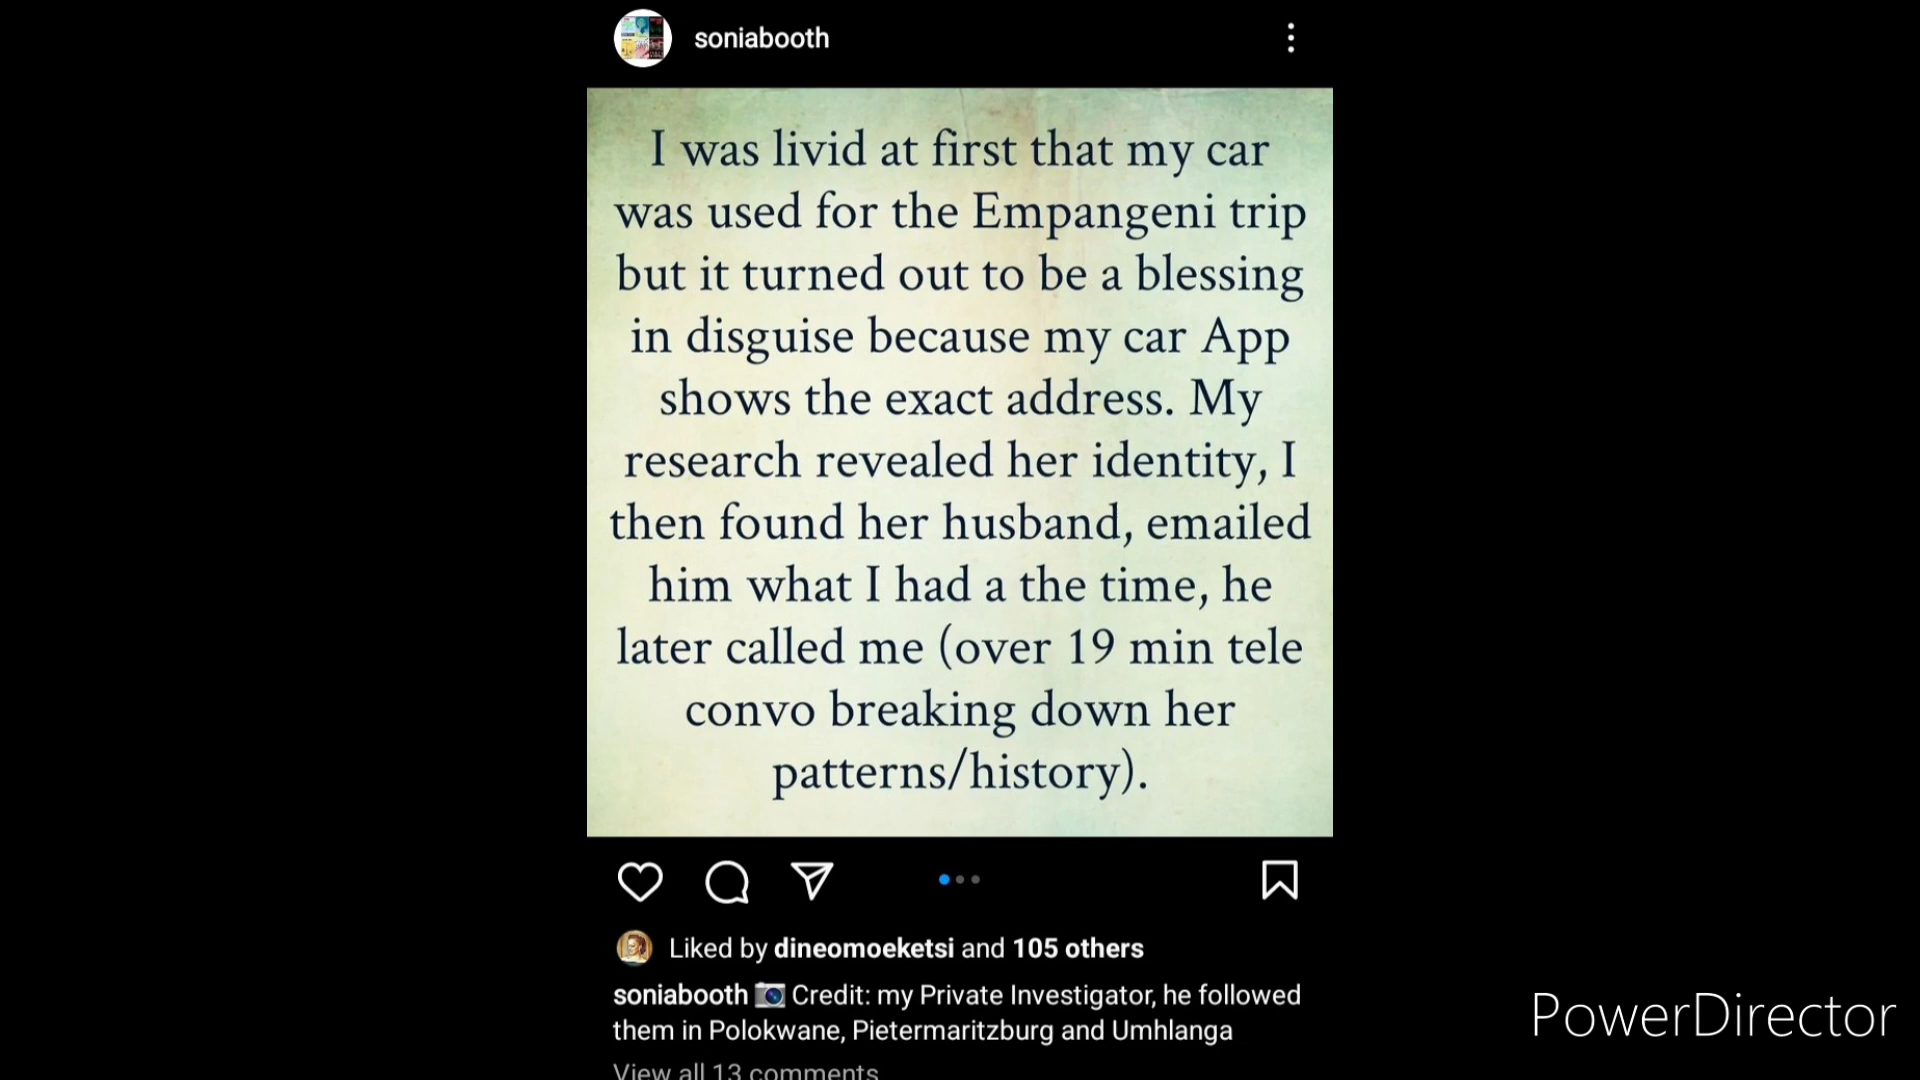 soniabooth
I was livid at first that my car
was used for the Empangeni trip
but it turned out to be a blessing
in disguise because my car App
shows the exact address. My
research revealed her identity, I
then found her husband, emailed
him what I had a the time, he
later called me (over 19 min tele
convo breaking down her
patterns/history).
Liked by dineomoeketsi and 105 others
soniabooth 📷 Credit: my Private Investigator, he followed
them in Polokwane, Pietermaritzburg and Umhlanga
View all 13 comments
PowerDirector